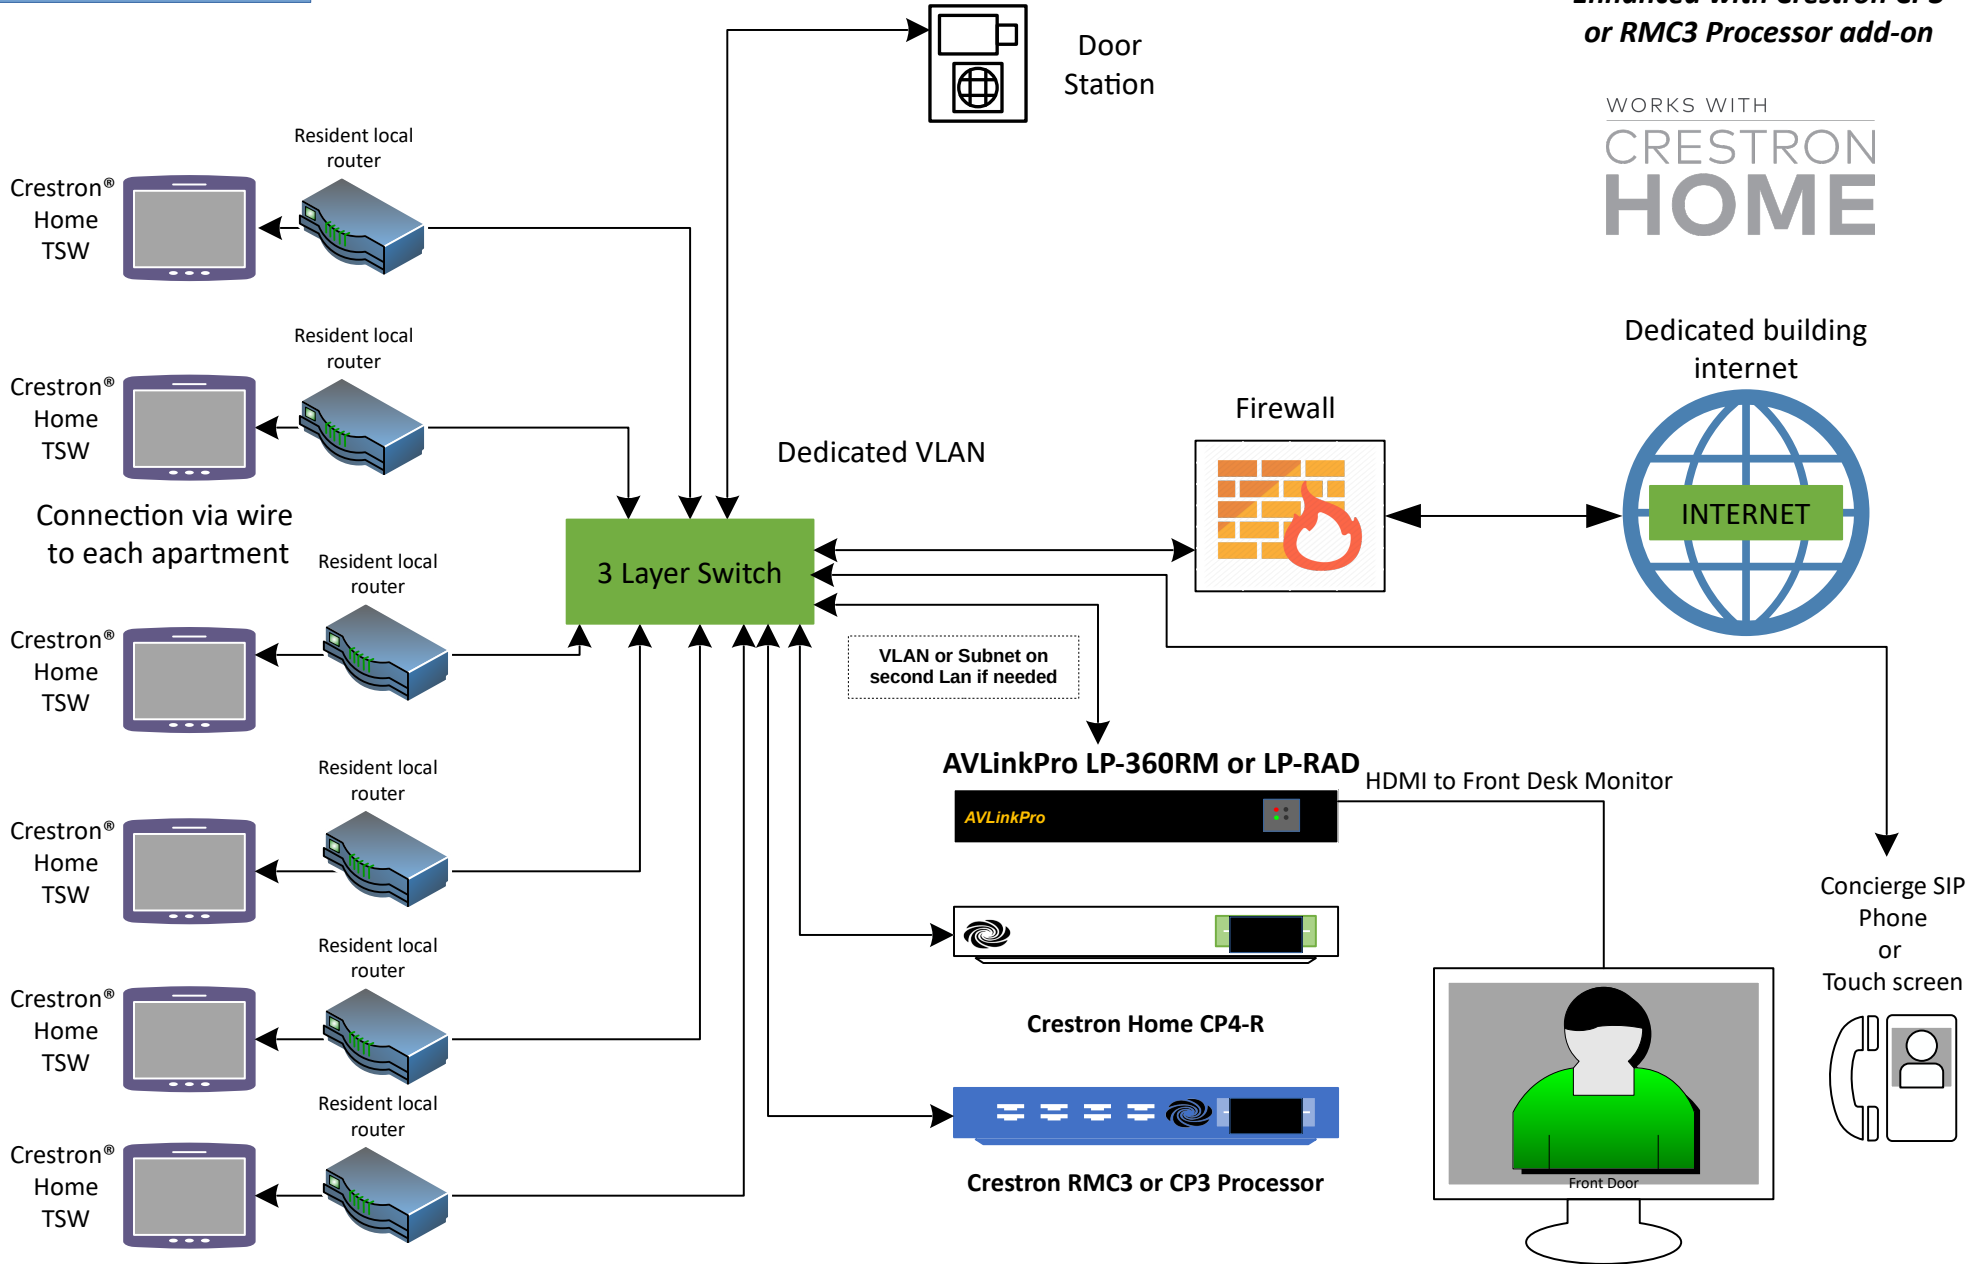 Enhanced with Crestron CP3
or RMC3 Processor add-on
Door
Station
WORKS WITH
CRESTRON
HOME
Resident local
router
Crestron®
Home
TSW
Resident local
router
Crestron®
Home
TSW
Connection via wire
to each apartment
Resident local
router
Crestron®
Home
TSW
Resident local
router
Crestron®
Home
TSW
Resident local
router
Crestron®
Home
TSW
Resident local
router
Crestron®
Home
TSW
Dedicated VLAN
3 Layer Switch
Firewall
Dedicated building
internet
INTERNET
VLAN or Subnet on
second Lan if needed
AVLinkPro LP-360RM or LP-RAD
HDMI to Front Desk Monitor
AVLinkPro
Crestron Home CP4-R
Crestron RMC3 or CP3 Processor
Front Door
Concierge SIP
Phone
or
Touch screen